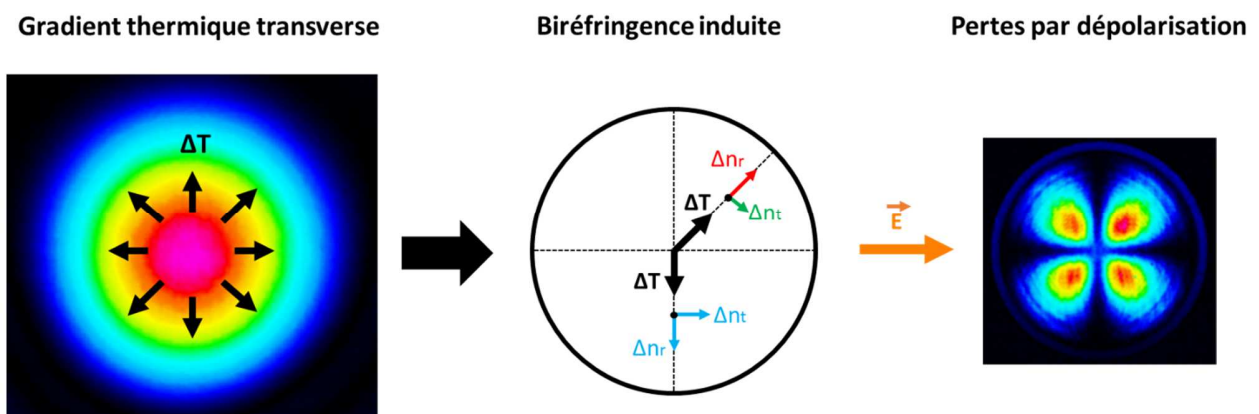 Gradient thermique transverse
Biréfringence induite
Pertes par dépolarisation
ΔT
Δnr
ΔT
Δnt
E
ΔT
Δnt
Δnr